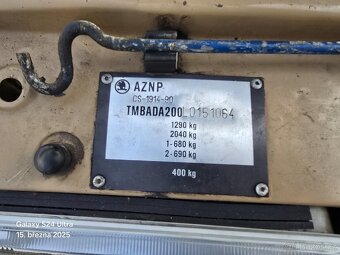 AZNP
CS-1914-90
TMBADA200L0151064
1290 kg
2040 kg
1-680 kg
2-690 kg
400 kg
Galaxy S24 Ultra
15. března 2025